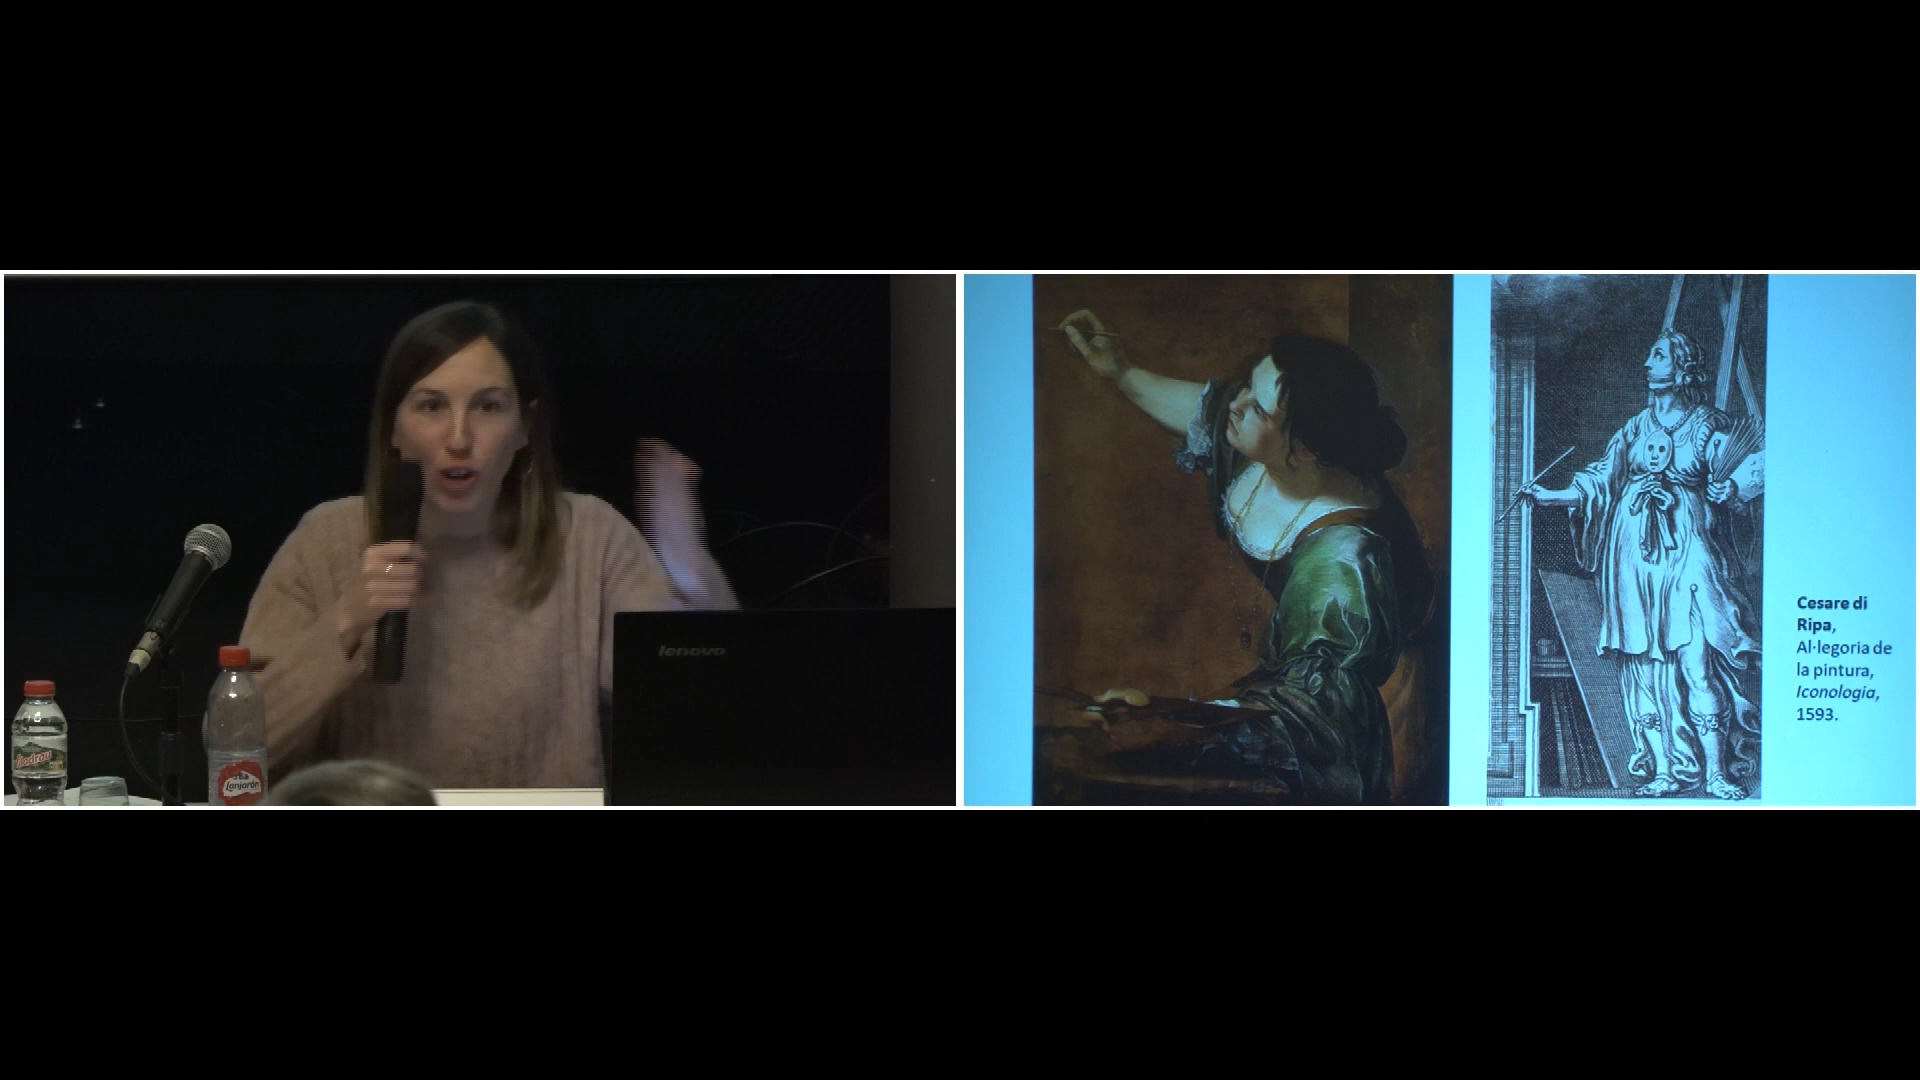 lenovo
Lanjarón
Cesare di
Ripa,
Al·legoria de
la pintura,
Iconologia,
1593.